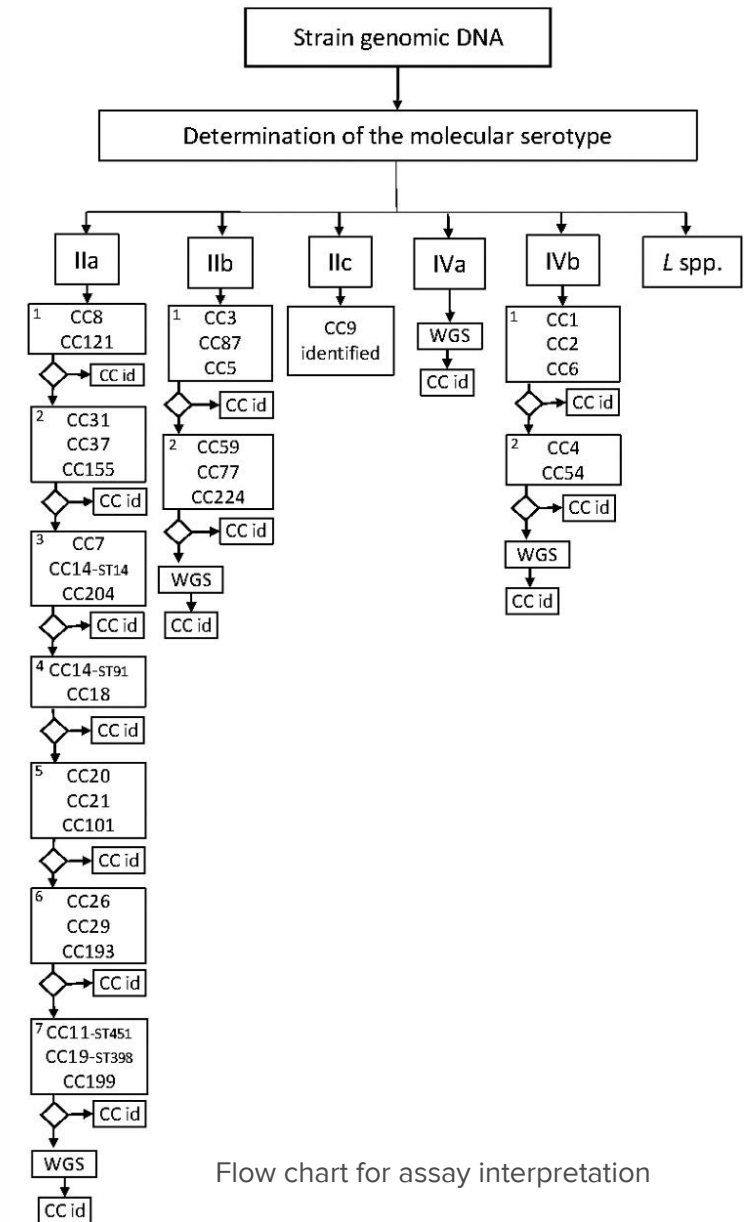 Strain genomic DNA
Determination of the molecular serotype
IIa
1 CC8
CC121
CC id
2 CC31
CC37
CC155
CC id
3 CC7
CC14-ST14
CC204
CC id
4 CC14-ST91
CC18
CC id
5 CC20
CC21
CC101
CC id
6 CC26
CC29
CC193
CC id
7 CC11-ST451
CC19-ST398
CC199
CC id
WGS
CC id
IIb
1 CC3
CC87
CC5
CC id
2 CC59
CC77
CC224
CC id
WGS
CC id
IIc
CC9
identified
IVa
WGS
CC id
IVb
1 CC1
CC2
CC6
CC id
2 CC4
CC54
CC id
WGS
CC id
L spp.
Flow chart for assay interpretation